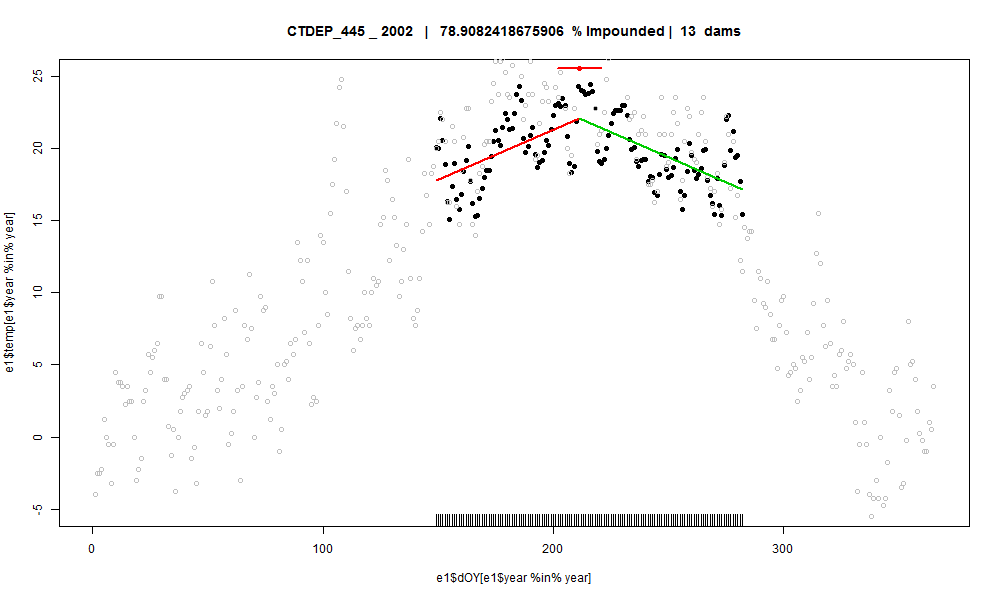 CTDEP_445 _ 2002 | 78.9082418675906 % Impounded | 13 dams
e1$temp[e1$year %in% year]
25
20
15
10
5
0
-5
0 100 200 300
e1$dOY[e1$year %in% year]